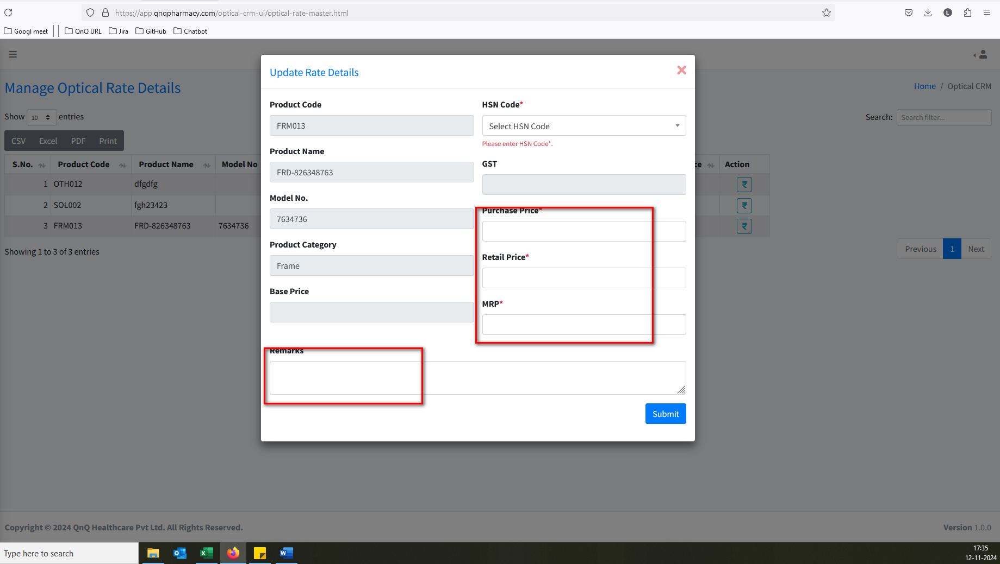 https://app.qnqpharmacy.com/optical-crm-ui/optical-rate-master.html
L
Googl meet
QnQ URL
Jira
GitHub
Chatbot
Manage Optical Rate Details
Home / Optical CRM
Show 10 entries
Search: Search filter...
CSV Excel PDF Print
S.No. Product Code Product Name Model No ce Action
1 OTH012 dfgdfg
2 SOL002 fgh23423
3 FRM013 FRD-826348763 7634736
Showing 1 to 3 of 3 entries
Previous 1 Next
Update Rate Details
Product Code
FRM013
Product Name
FRD-826348763
Model No.
7634736
Product Category
Frame
Base Price
HSN Code*
Select HSN Code
Please enter HSN Code*.
GST
Purchase Price*
Retail Price*
MRP*
Remarks
Submit
Copyright © 2024 QnQ Healthcare Pvt Ltd. All Rights Reserved.
Version 1.0.0
Type here to search
17:35
12-11-2024